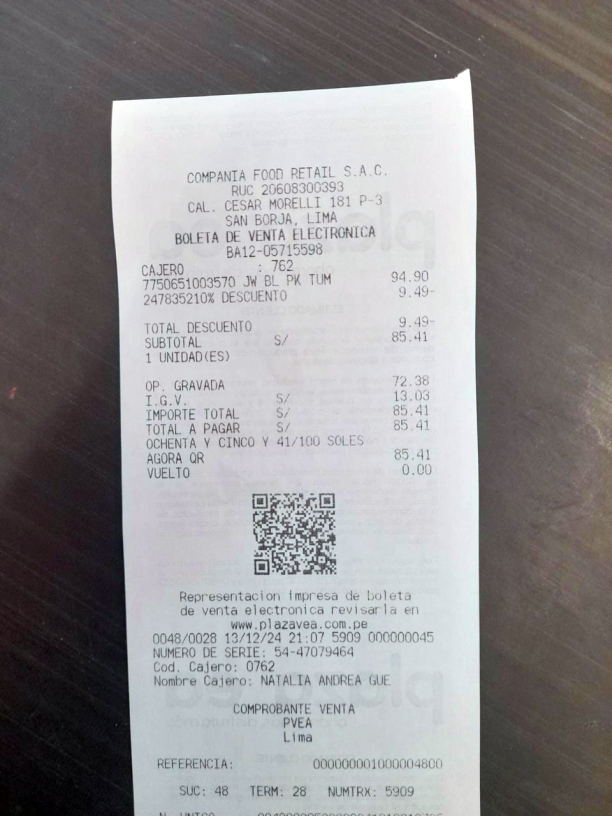 COMPANIA FOOD RETAIL S.A.C.
RUC 20608300393
CAL. CESAR MORELLI 181 P-3
SAN BORJA, LIMA
BOLETA DE VENTA ELECTRONICA
BA12-05715598
CAJERO : 762
7750651003570 JW BL PK TUM 94.90
247835210% DESCUENTO 9.49-
TOTAL DESCUENTO 9.49-
SUBTOTAL S/ 85.41
1 UNIDAD(ES)
OP. GRAVADA 72.38
I.G.V. S/ 13.03
IMPORTE TOTAL S/ 85.41
TOTAL A PAGAR S/ 85.41
OCHENTA Y CINCO Y 41/100 SOLES
AGORA QR 85.41
VUELTO 0.00
Representacion impresa de boleta
de venta electronica revisarla en
www.plazavea.com.pe
0048/0028 13/12/24 21:07 5909 000000045
NUMERO DE SERIE: 54-47079464
Cod. Cajero: 0762
Nombre Cajero: NATALIA ANDREA GUE
COMPROBANTE VENTA
PVEA
Lima
REFERENCIA: 000000001000004800
SUC: 48 TERM: 28 NUMTRX: 5909